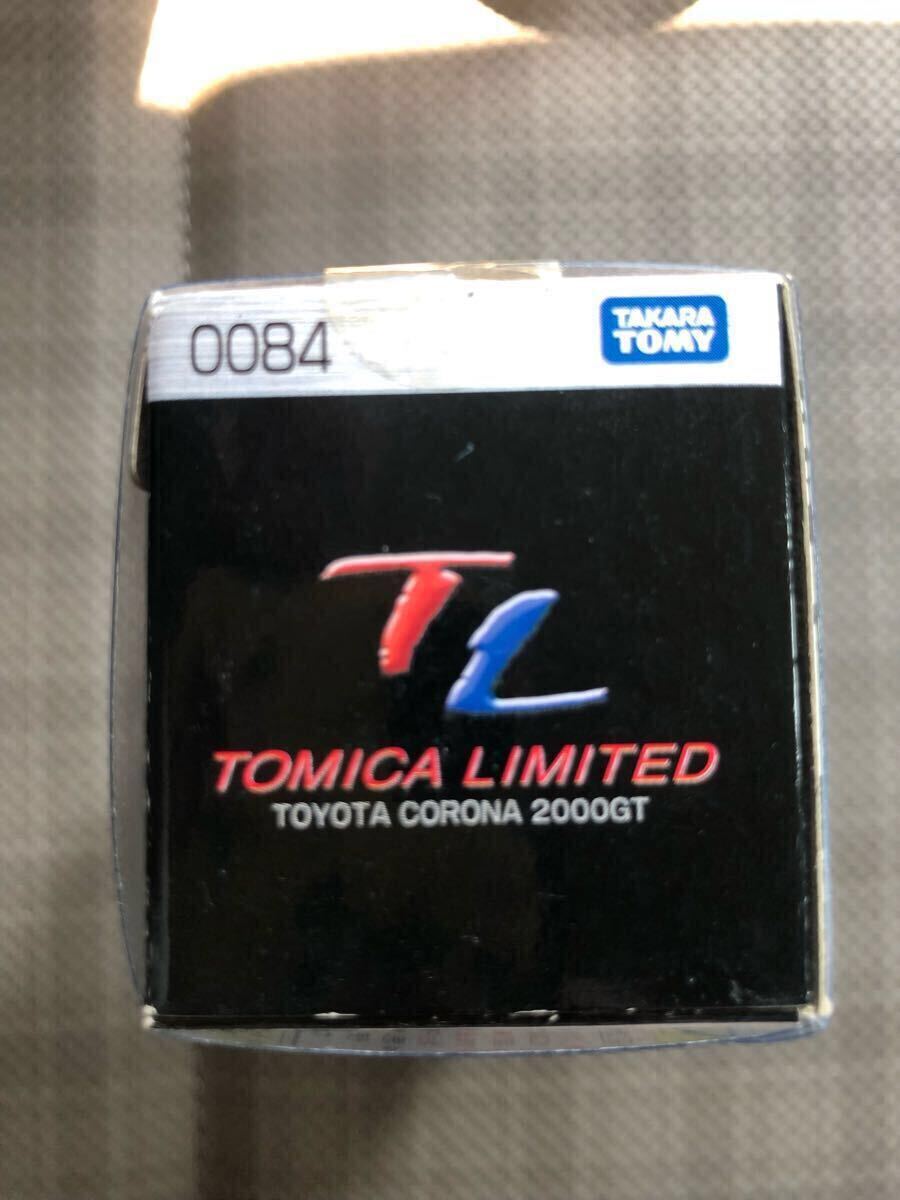 0084
TAKARA
TOMY
TL
TOMICA LIMITED
TOYOTA CORONA 2000GT